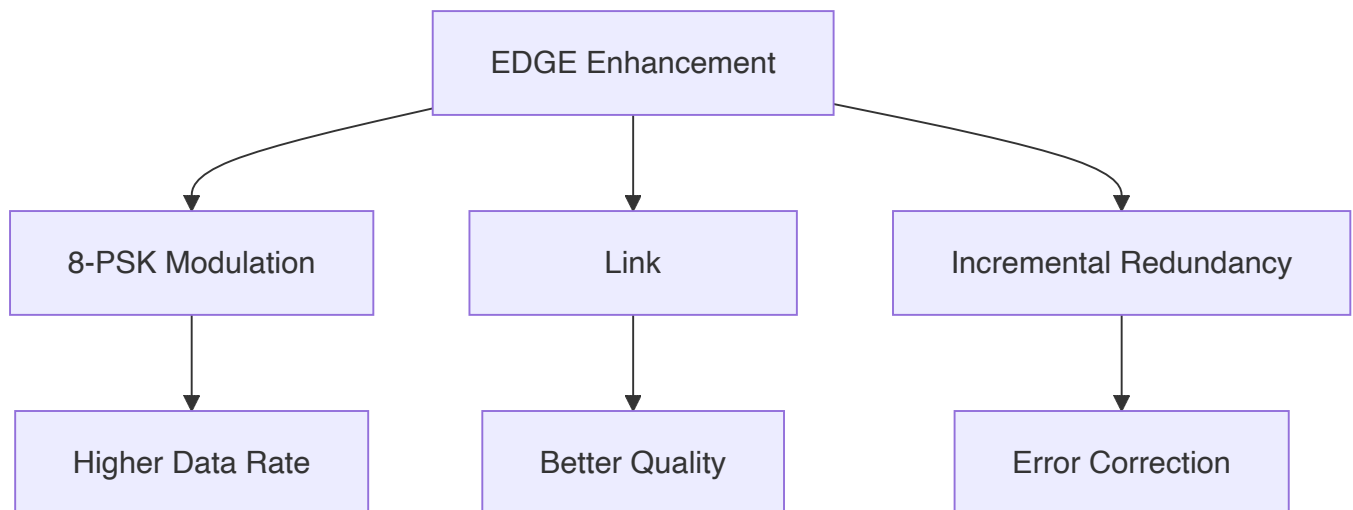 EDGE Enhancement
8-PSK Modulation
Link
Incremental Redundancy
Higher Data Rate
Better Quality
Error Correction